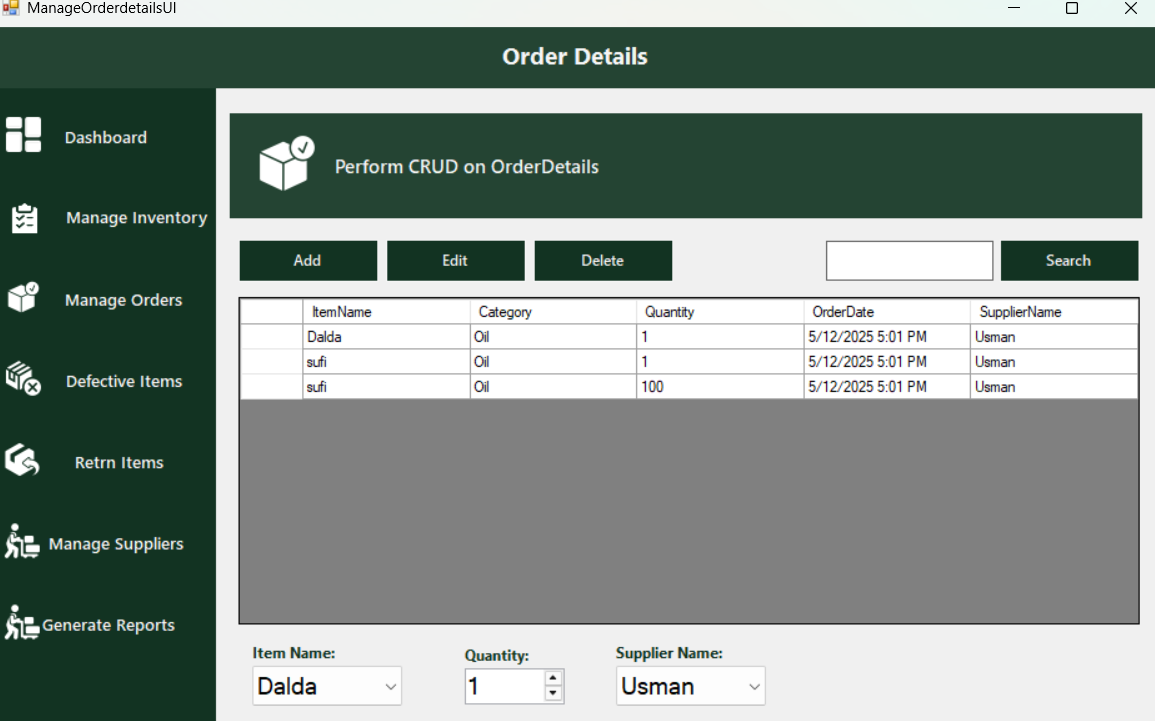 ManageOrderdetailsUI
Order Details
Dashboard
Manage Inventory
Manage Orders
Defective Items
Retrn Items
Manage Suppliers
Generate Reports
Perform CRUD on OrderDetails
Add Edit Delete Search
ItemName Category Quantity OrderDate SupplierName
Dalda Oil 1 5/12/2025 5:01 PM Usman
sufi Oil 1 5/12/2025 5:01 PM Usman
sufi Oil 100 5/12/2025 5:01 PM Usman
Item Name: Quantity: Supplier Name:
Dalda 1 Usman